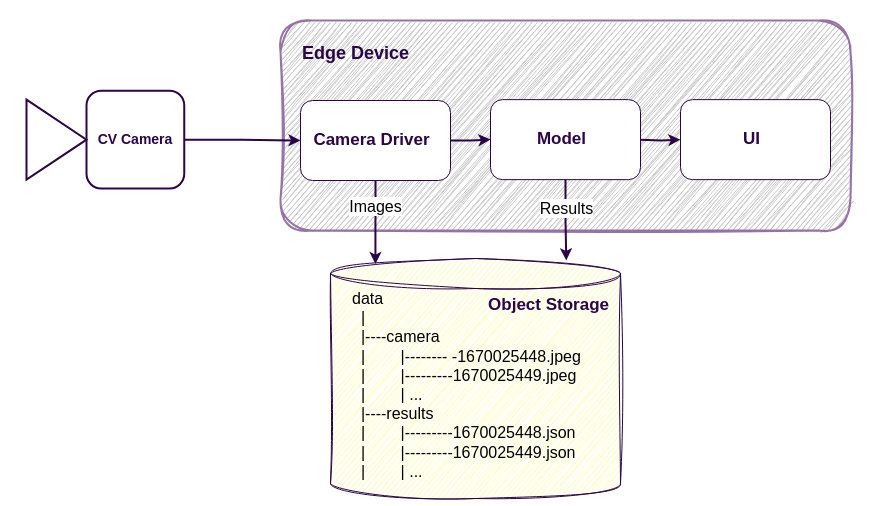 Edge Device
CV Camera
Camera Driver
Model
UI
Images
Results
Object Storage
data
|
|----camera
|        |-------- -1670025448.jpeg
|        |---------1670025449.jpeg
|        | ...
|----results
|        |---------1670025448.json
|        |---------1670025449.json
|        | ...